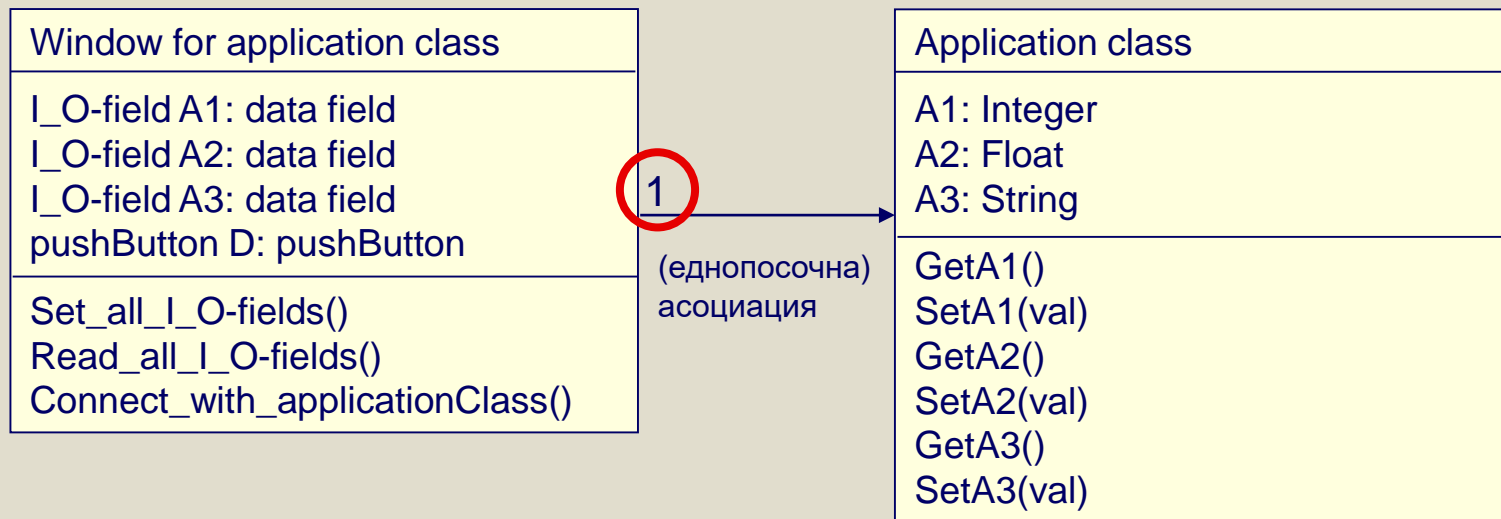 Window for application class
I_O-field A1: data field
I_O-field A2: data field
I_O-field A3: data field
pushButton D: pushButton
Set_all_I_O-fields()
Read_all_I_O-fields()
Connect_with_applicationClass()
1
(еднопосочна)
асоциация
Application class
A1: Integer
A2: Float
A3: String
GetA1()
SetA1(val)
GetA2()
SetA2(val)
GetA3()
SetA3(val)